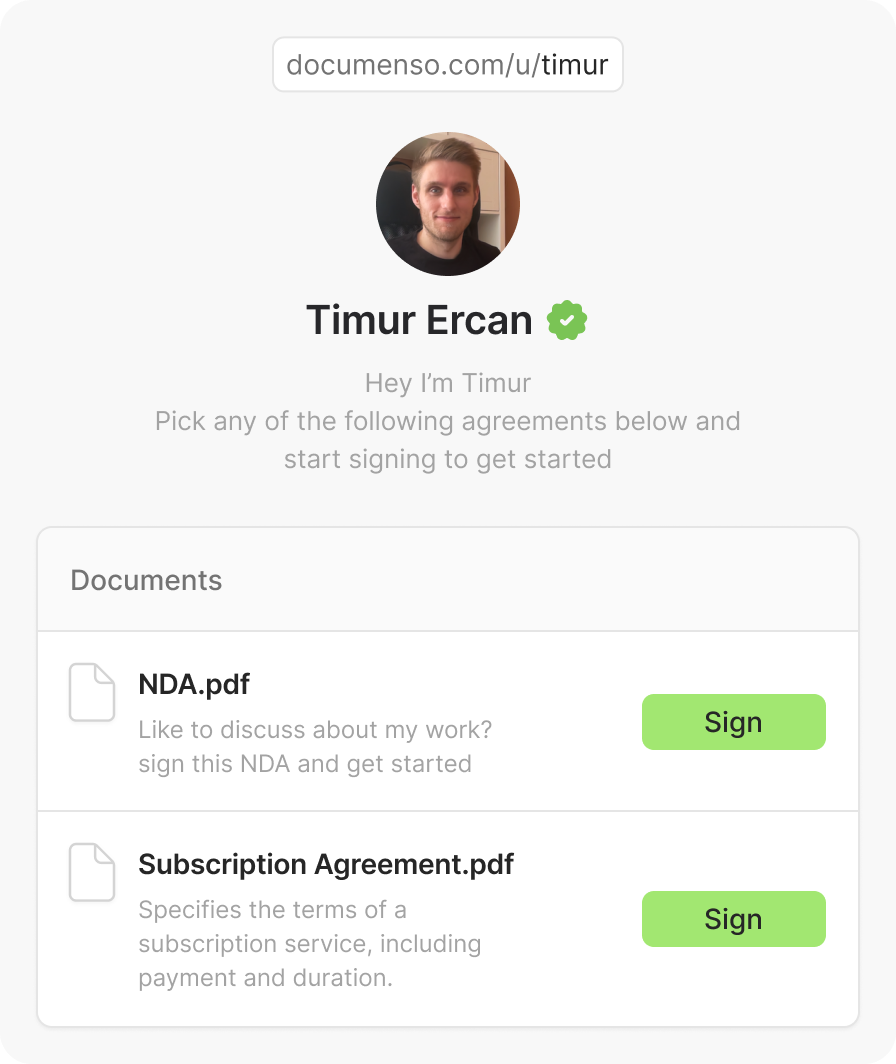 documenso.com/u/timur
Timur Ercan
Hey I’m Timur
Pick any of the following agreements below and
start signing to get started
Documents
NDA.pdf
Like to discuss about my work?
sign this NDA and get started
Sign
Subscription Agreement.pdf
Specifies the terms of a
subscription service, including
payment and duration.
Sign